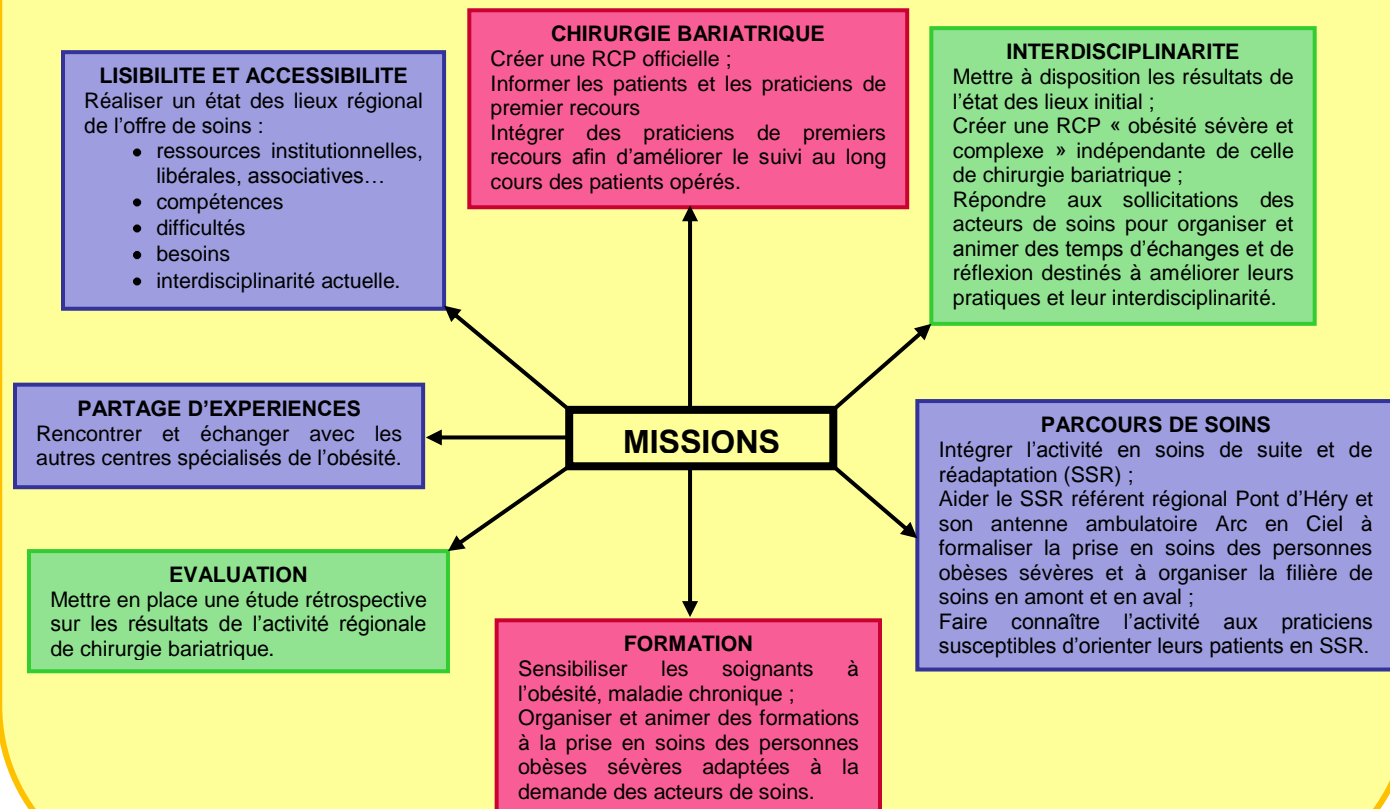 CHIRURGIE BARIATRIQUE
Créer une RCP officielle ;
Informer les patients et les praticiens de
premier recours
Intégrer des praticiens de premiers
recours afin d’améliorer le suivi au long
cours des patients opérés.
LISIBILITE ET ACCESSIBILITE
Réaliser un état des lieux régional
de l’offre de soins :
• ressources institutionnelles,
libérales, associatives…
• compétences
• difficultés
• besoins
• interdisciplinarité actuelle.
INTERDISCIPLINARITE
Mettre à disposition les résultats de
l’état des lieux initial ;
Créer une RCP « obésité sévère et
complexe » indépendante de celle
de chirurgie bariatrique ;
Répondre aux sollicitations des
acteurs de soins pour organiser et
animer des temps d’échanges et de
réflexion destinés à améliorer leurs
pratiques et leur interdisciplinarité.
PARTAGE D’EXPERIENCES
Rencontrer et échanger avec les
autres centres spécialisés de l’obésité.
MISSIONS
PARCOURS DE SOINS
Intégrer l’activité en soins de suite et de
réadaptation (SSR) ;
Aider le SSR référent régional Pont d’Héry et
son antenne ambulatoire Arc en Ciel à
formaliser la prise en soins des personnes
obèses sévères et à organiser la filière de
soins en amont et en aval ;
Faire connaître l’activité aux praticiens
susceptibles d’orienter leurs patients en SSR.
EVALUATION
Mettre en place une étude rétrospective
sur les résultats de l’activité régionale
de chirurgie bariatrique.
FORMATION
Sensibiliser les soignants à
l’obésité, maladie chronique ;
Organiser et animer des formations
à la prise en soins des personnes
obèses sévères adaptées à la
demande des acteurs de soins.